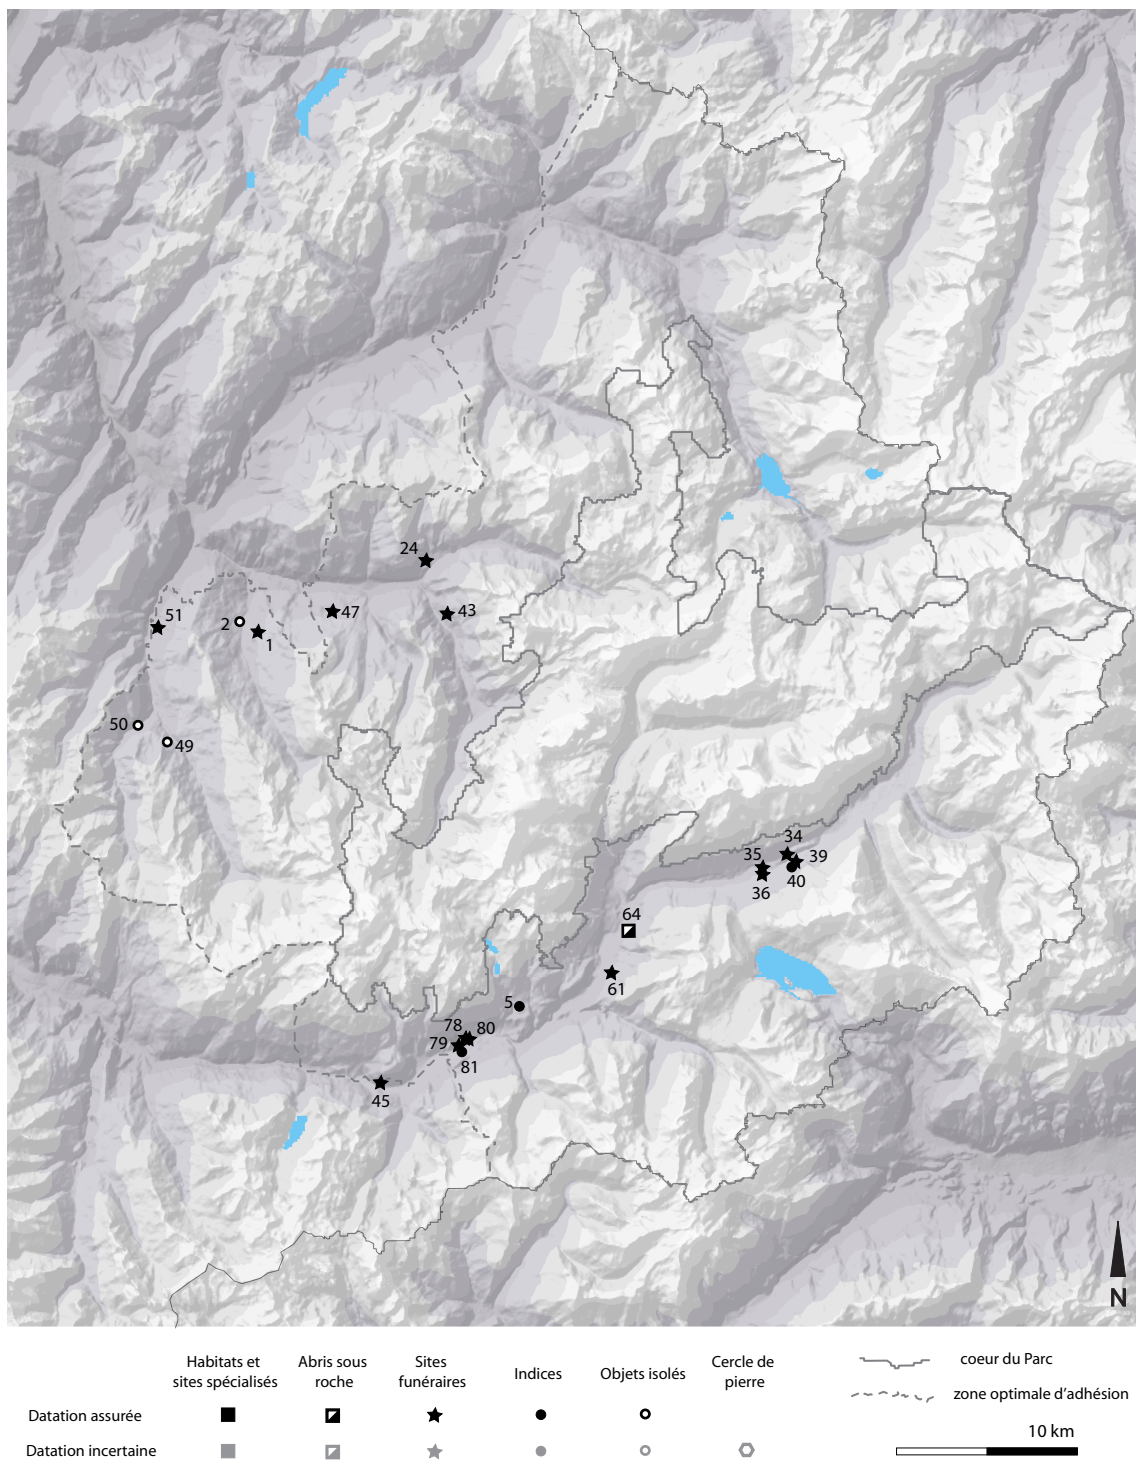 24
43
47
51
2
1
50
49
34
35
39
40
36
64
61
5
78
80
79
81
45
N
Habitats et
sites spécialisés
Abris sous
roche
Sites
funéraires
Indices
Objets isolés
Cercle de
pierre
coeur du Parc
zone optimale d'adhésion
Datation assurée
Datation incertaine
10 km